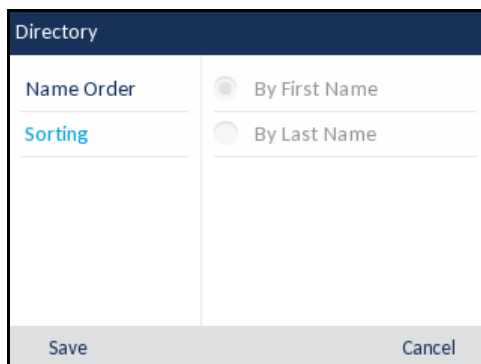 Directory
Name Order
By First Name
Sorting
By Last Name
Save
Cancel